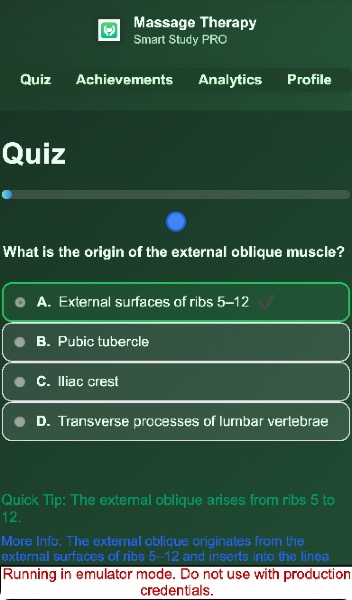 Massage Therapy
Smart Study PRO
Quiz Achievements Analytics Profile
Quiz
What is the origin of the external oblique muscle?
A. External surfaces of ribs 5–12
B. Pubic tubercle
C. Iliac crest
D. Transverse processes of lumbar vertebrae
Quick Tip: The external oblique arises from ribs 5 to
12.
More Info: The external oblique originates from the
external surfaces of ribs 5–12 and inserts into the linea
Running in emulator mode. Do not use with production
credentials.